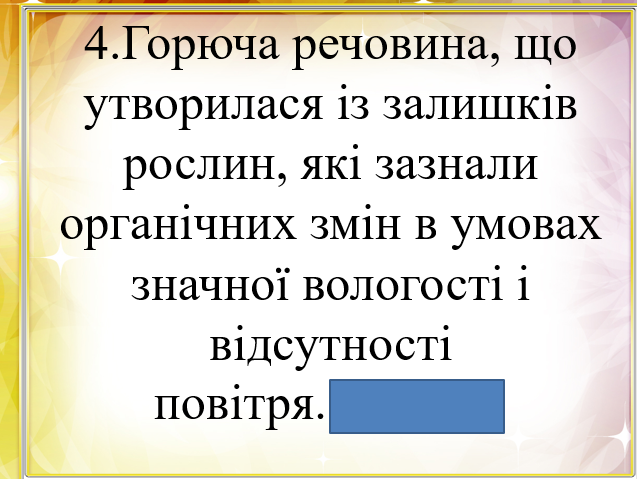 4.Горюча речовина, що
утворилася із залишків
рослин, які зазнали
органічних змін в умовах
значної вологості і
відсутності
повітря.